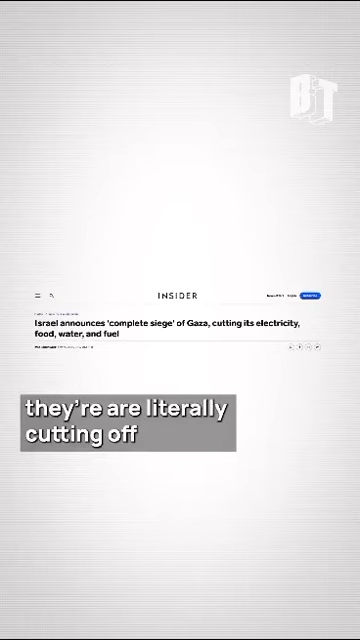 BT
INSIDER
Israel announces 'complete siege' of Gaza, cutting its electricity,
food, water, and fuel
they're are literally
cutting off